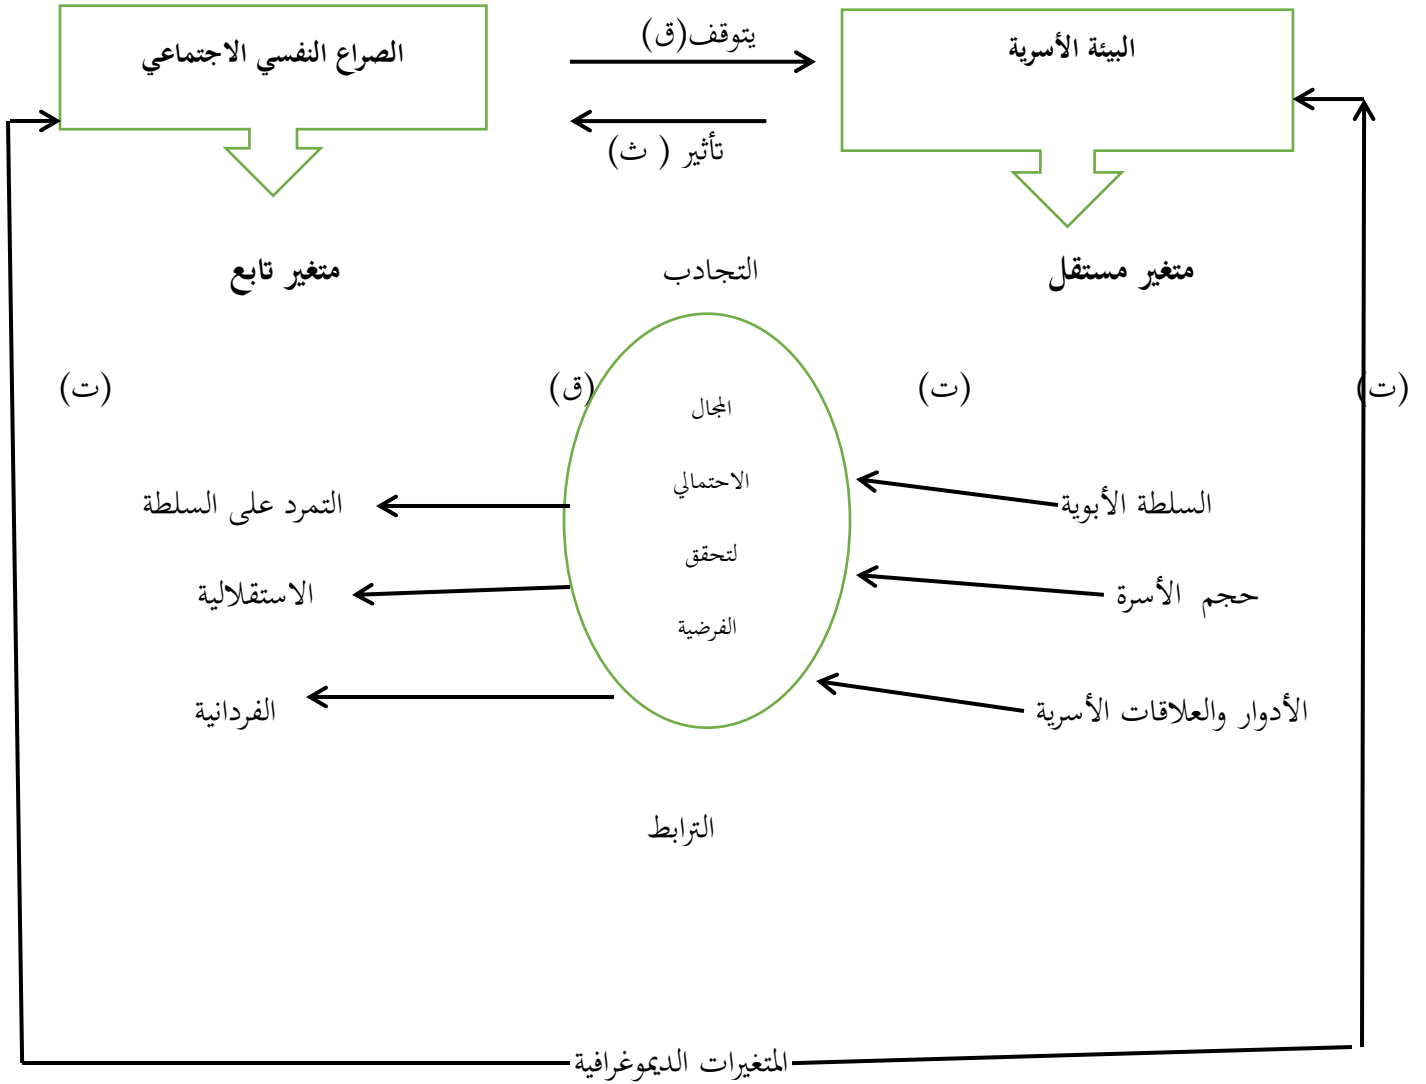 البيئة الأسرية
يتوقف(ق)
الصراع النفسي الاجتماعي
تأثير ( ث)
متغير مستقل
التجادب
متغير تابع
(ت)
(ت)
(ق)
(ت)
المجال
الاحتمالي
لتحقق
الفرضية
السلطة الأبوية
التمرد على السلطة
حجم الأسرة
الاستقلالية
الأدوار والعلاقات الأسرية
الفردانية
الترابط
المتغيرات الديموغرافية